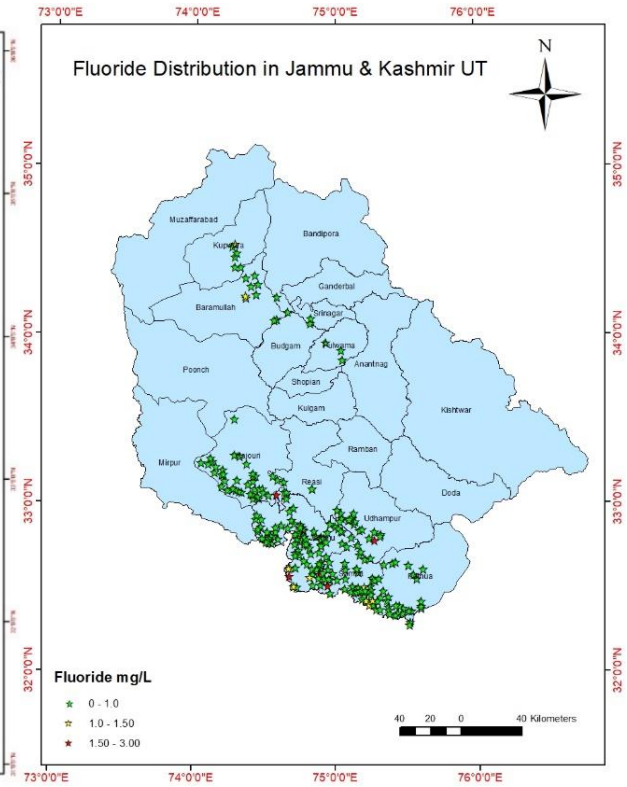 73°0'0"E 74°0'0"E 75°0'0"E 76°0'0"E
Fluoride Distribution in Jammu & Kashmir UT
N
35°0'0"N
35°0'0"N
Muzaffarabad
Bandipora
Kupwara
Ganderbal
Baramullah
Srinagar
34°0'0"N
34°0'0"N
Budgam
Pulwama
Anantnag
Poonch
Shopian
Kulgam
Kishtwar
Ramban
Mirpur
Rajouri
Reasi
Doda
33°0'0"N
33°0'0"N
Udhampur
Kathua
32°0'0"N
32°0'0"N
Fluoride mg/L
0 - 1.0
1.0 - 1.50
1.50 - 3.00
40 20 0 40 Kilometers
73°0'0"E 74°0'0"E 75°0'0"E 76°0'0"E